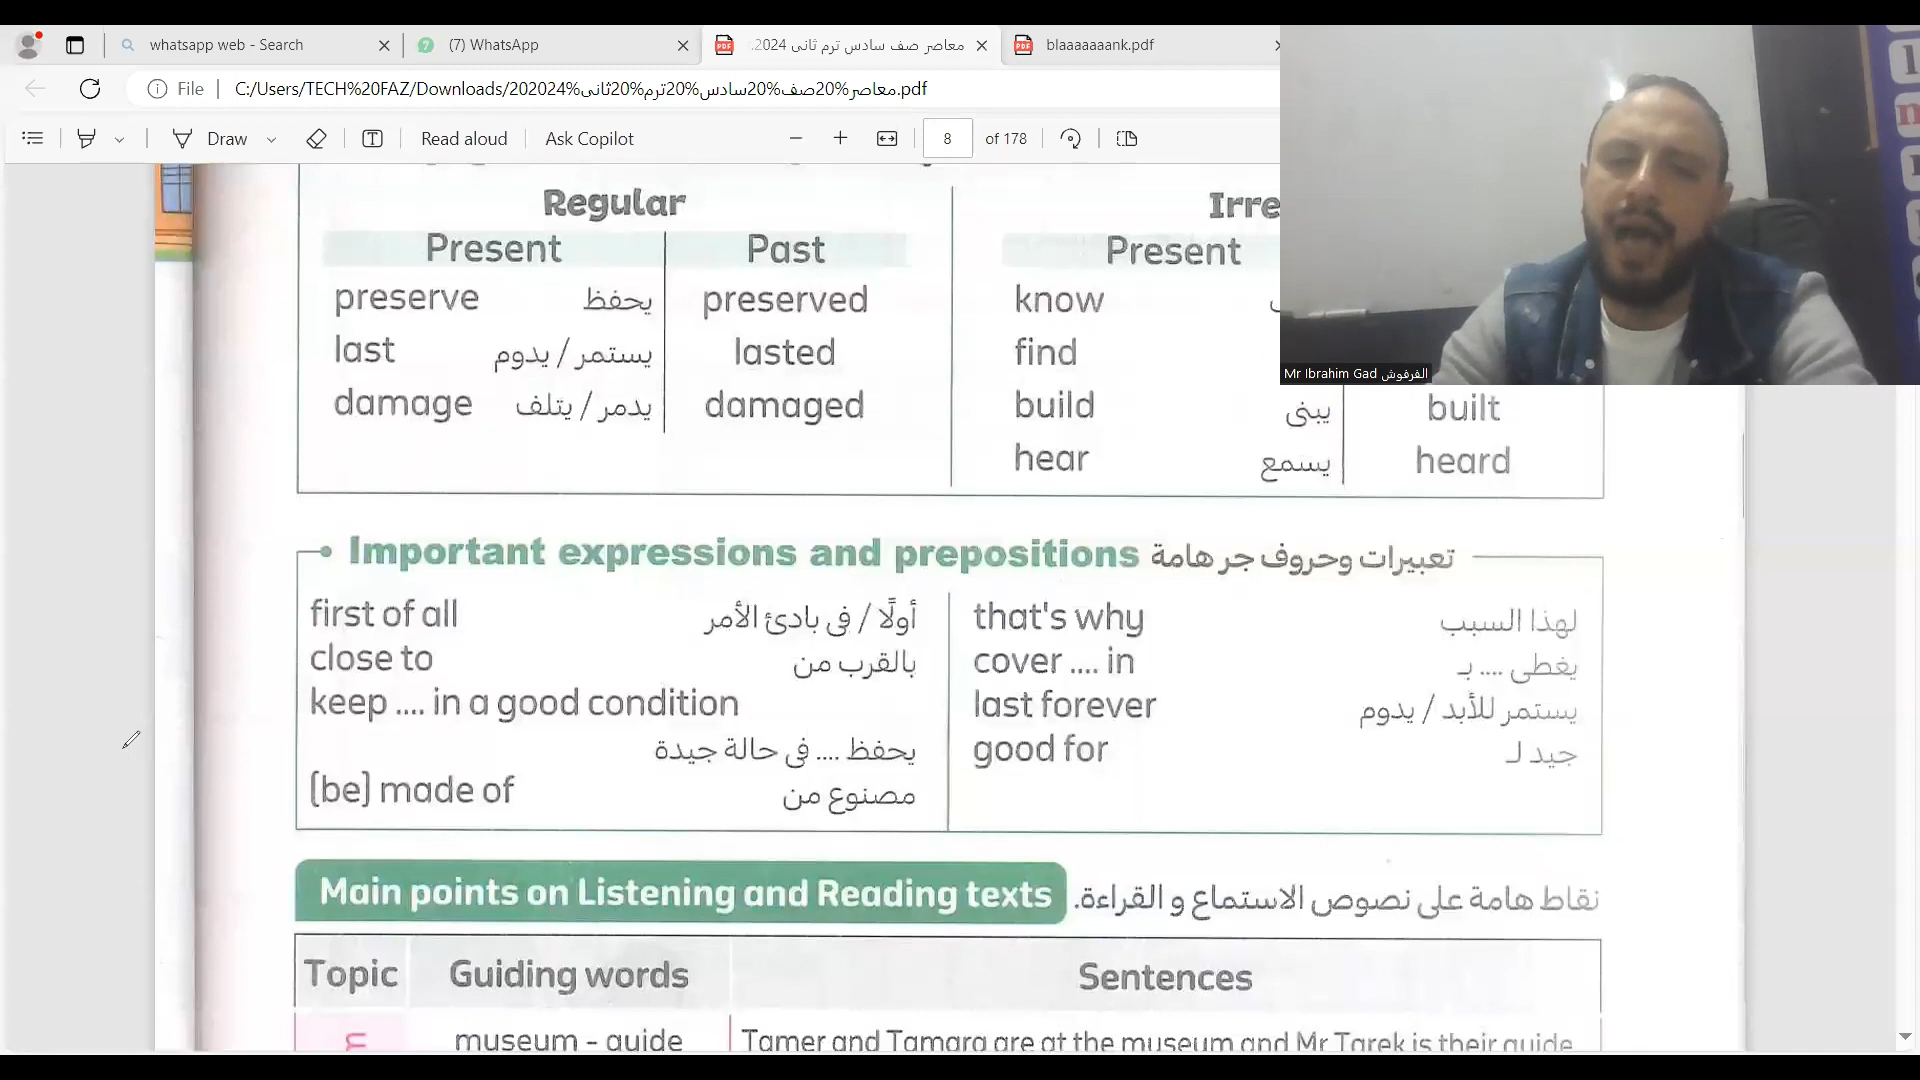 whatsapp web - Search
(7) WhatsApp
معاصر صف سادس ترم ثانى 2024.
blaaaaaaank.pdf
File
C:/Users/TECH%20FAZ/Downloads/202024%معاصر%20صف%20سادس%20ترم%20ثانى.pdf
Draw
Read aloud
Ask Copilot
8
of 178
Regular
Irre
Present Past
Present
preserve يحفظ preserved
know
last يستمر / يدوم lasted
find
damage يدمر / يتلف damaged
build يبنى built
hear يسمع heard
Mr Ibrahim Gad الفرفوش
Important expressions and prepositions تعبيرات وحروف جر هامة
first of all أولًا / فى بادئ الأمر
close to بالقرب من
keep .... in a good condition
يحفظ .... فى حالة جيدة
(be) made of مصنوع من
that's why لهذا السبب
cover .... in يغطى .... بـ
last forever يستمر للأبد / يدوم
good for جيد لـ
Main points on Listening and Reading texts نقاط هامة على نصوص الاستماع و القراءة.
Topic Guiding words Sentences
museum - guide
Tamer and Tamara are at the museum and Mr Tarek is their guide